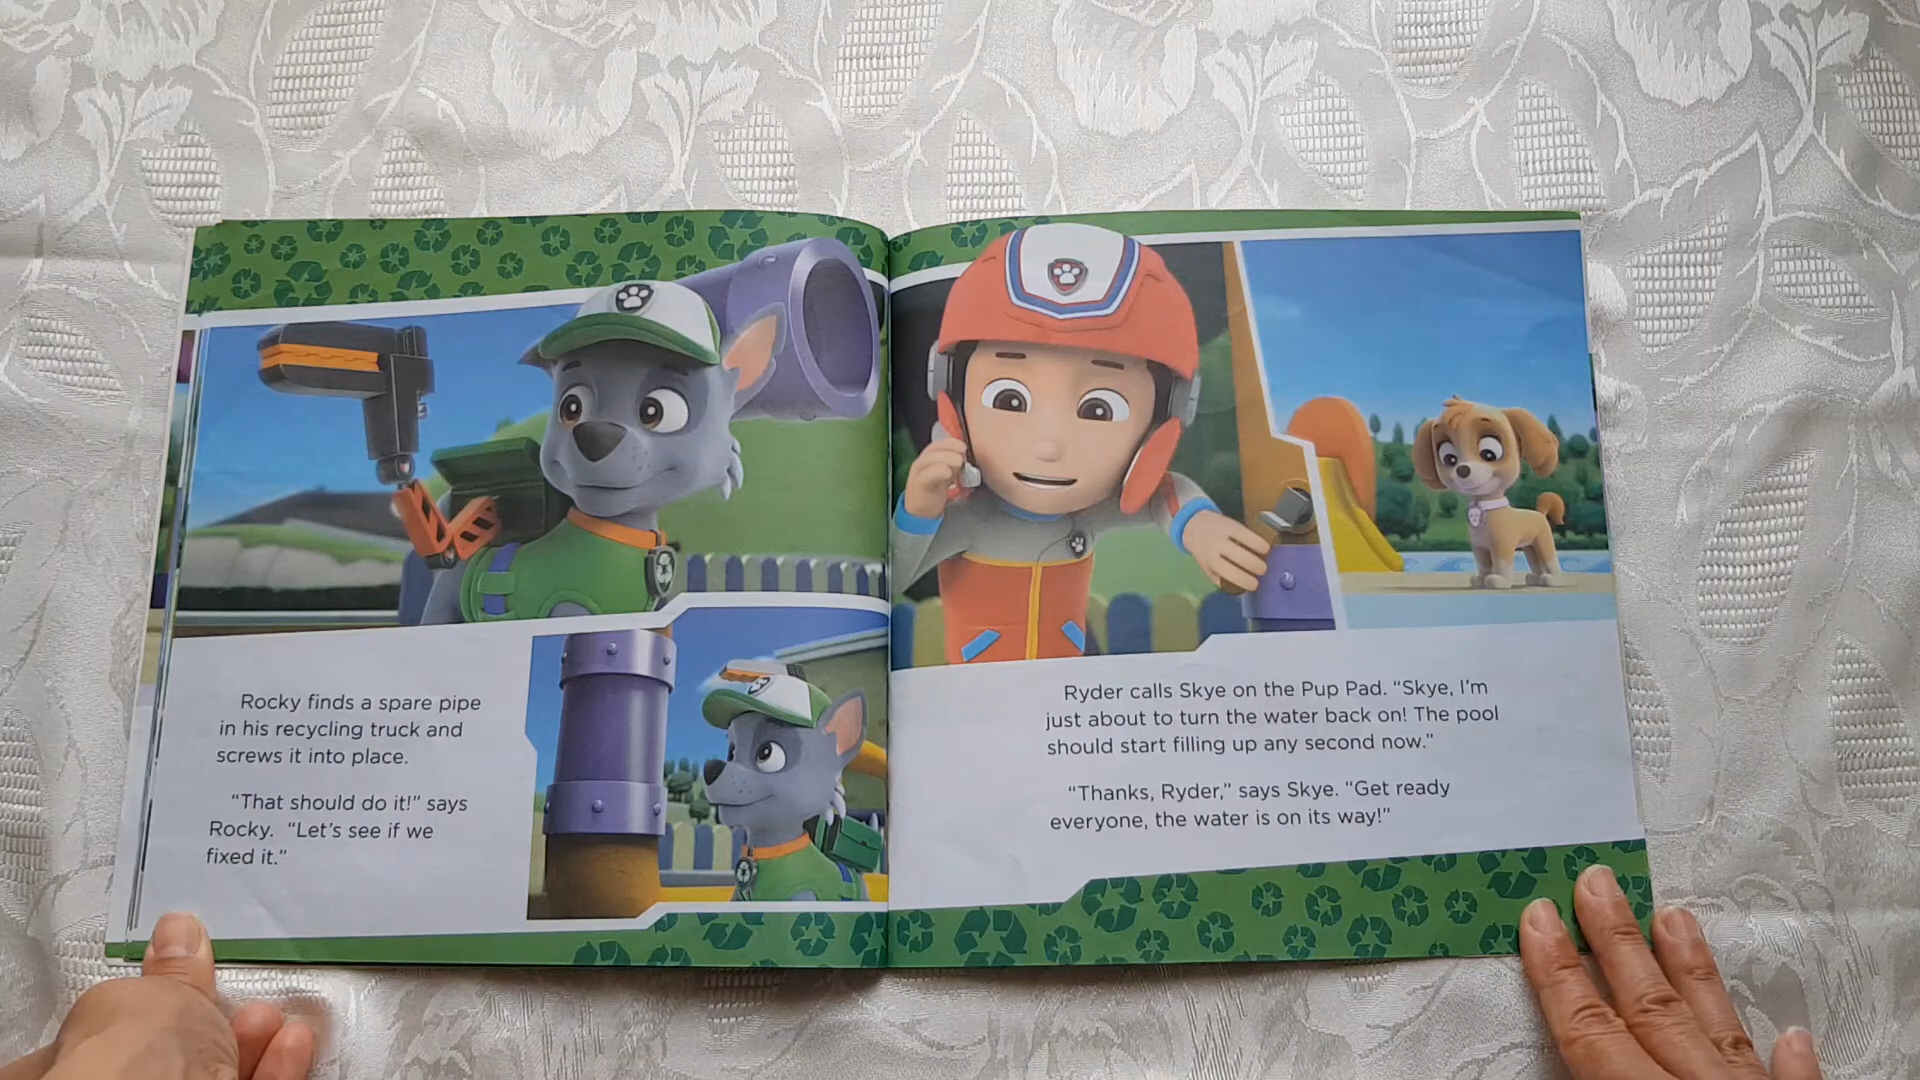 Rocky finds a spare pipe
in his recycling truck and
screws it into place.
“That should do it!” says
Rocky. “Let’s see if we
fixed it.”
Ryder calls Skye on the Pup Pad. “Skye, I’m
just about to turn the water back on! The pool
should start filling up any second now.”
“Thanks, Ryder,” says Skye. “Get ready
everyone, the water is on its way!”